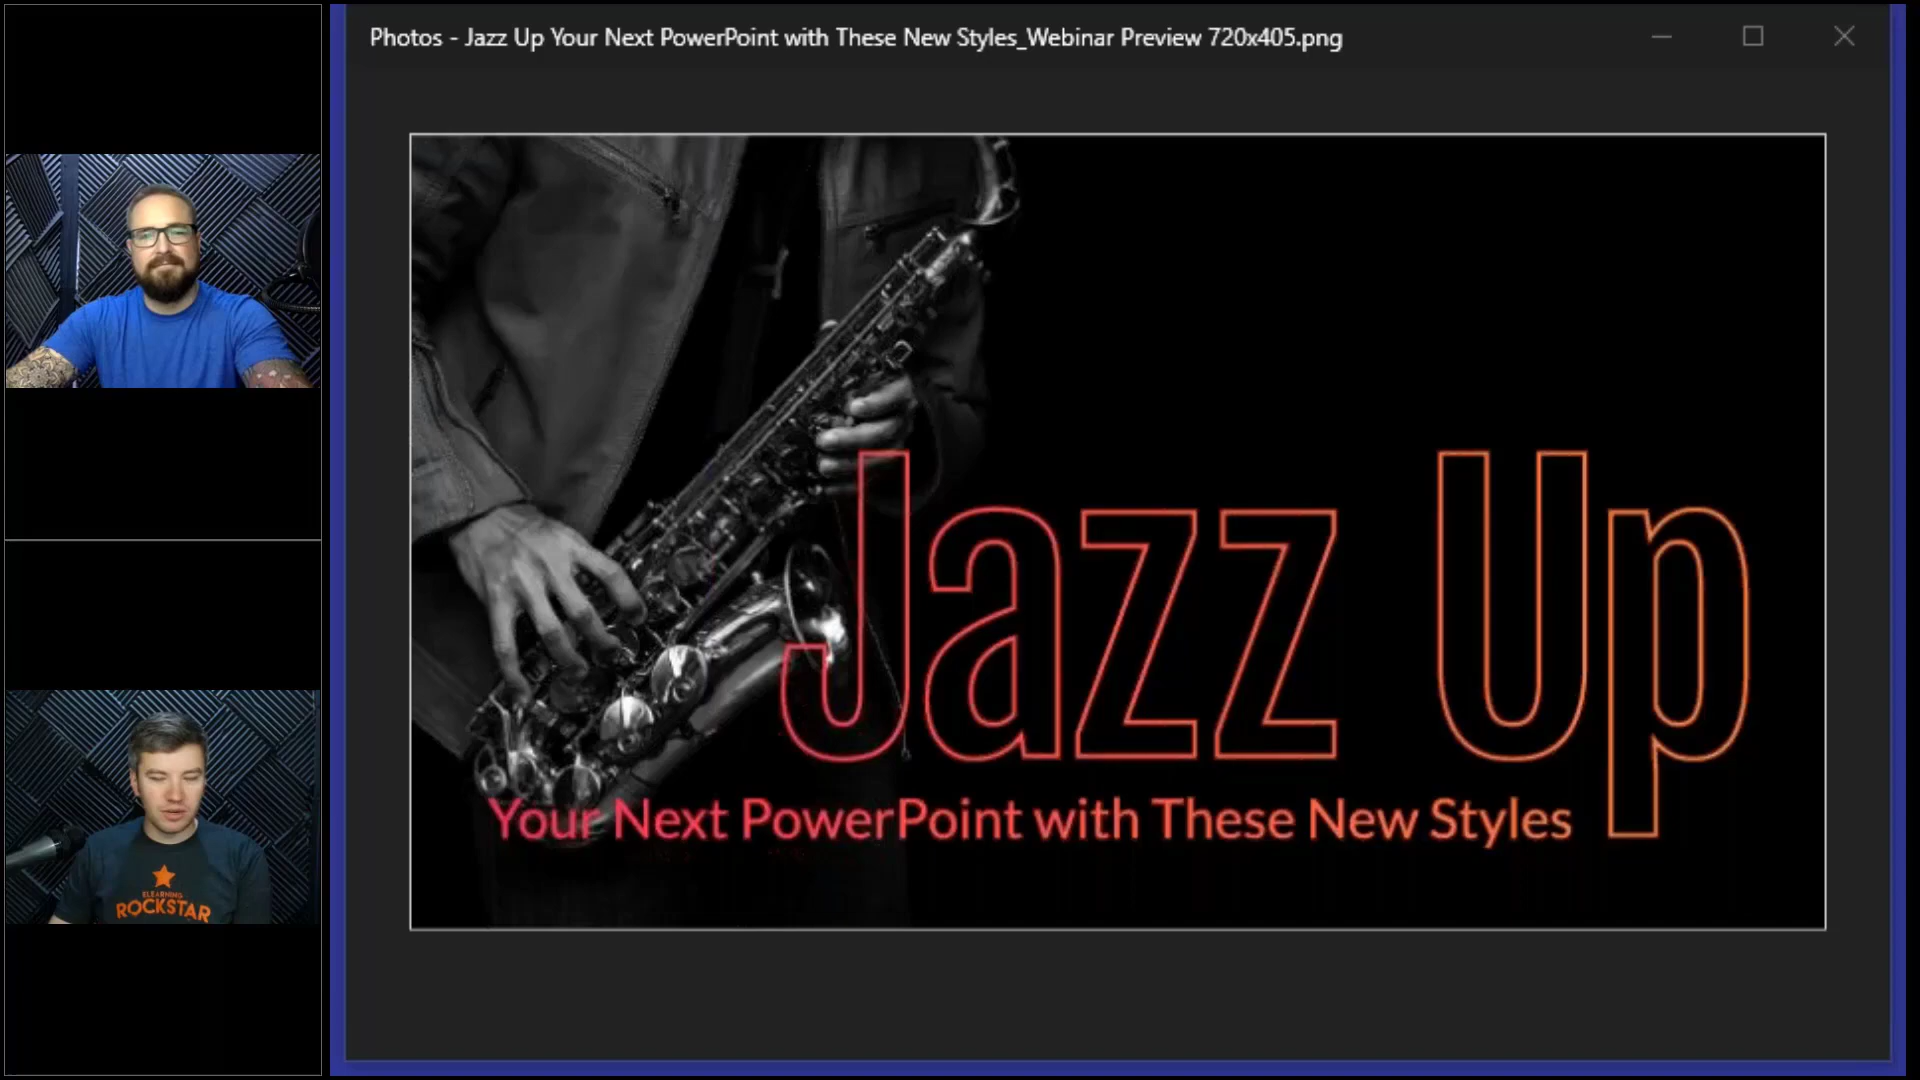 Photos - Jazz Up Your Next PowerPoint with These New Styles_Webinar Preview 720x405.png
Jazz Up
Your Next PowerPoint with These New Styles
ELEARNING
ROCKSTAR